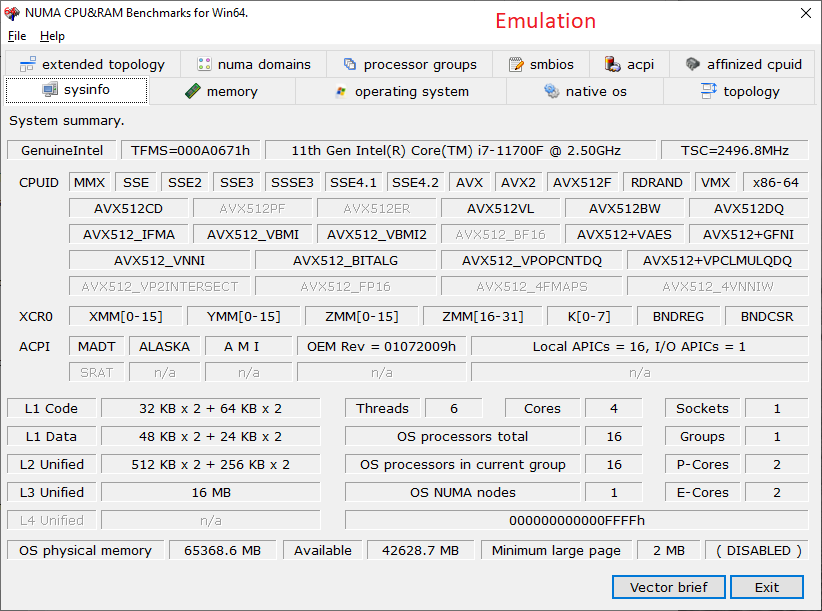 NUMA CPU&RAM Benchmarks for Win64.
Emulation
File Help
extended topology numa domains processor groups smbios acpi affinized cpuid
sysinfo memory operating system native os topology
System summary.
GenuineIntel TFMS=000A0671h 11th Gen Intel(R) Core(TM) i7-11700F @ 2.50GHz TSC=2496.8MHz
CPUID MMX SSE SSE2 SSE3 SSSE3 SSE4.1 SSE4.2 AVX AVX2 AVX512F RDRAND VMX x86-64
AVX512CD AVX512PF AVX512ER AVX512VL AVX512BW AVX512DQ
AVX512_IFMA AVX512_VBMI AVX512_VBMI2 AVX512_BF16 AVX512+VAES AVX512+GFNI
AVX512_VNNI AVX512_BITALG AVX512_VPOPCNTDQ AVX512+VPCLMULQDQ
AVX512_VP2INTERSECT AVX512_FP16 AVX512_4FMAPS AVX512_4VNNIW
XCR0 XMM[0-15] YMM[0-15] ZMM[0-15] ZMM[16-31] K[0-7] BNDREG BNDCSR
ACPI MADT ALASKA A M I OEM Rev = 01072009h Local APICs = 16, I/O APICs = 1
SRAT n/a n/a n/a n/a
L1 Code 32 KB x 2 + 64 KB x 2 Threads 6 Cores 4 Sockets 1
L1 Data 48 KB x 2 + 24 KB x 2 OS processors total 16 Groups 1
L2 Unified 512 KB x 2 + 256 KB x 2 OS processors in current group 16 P-Cores 2
L3 Unified 16 MB OS NUMA nodes 1 E-Cores 2
L4 Unified n/a 000000000000FFFFh
OS physical memory 65368.6 MB Available 42628.7 MB Minimum large page 2 MB ( DISABLED )
Vector brief Exit